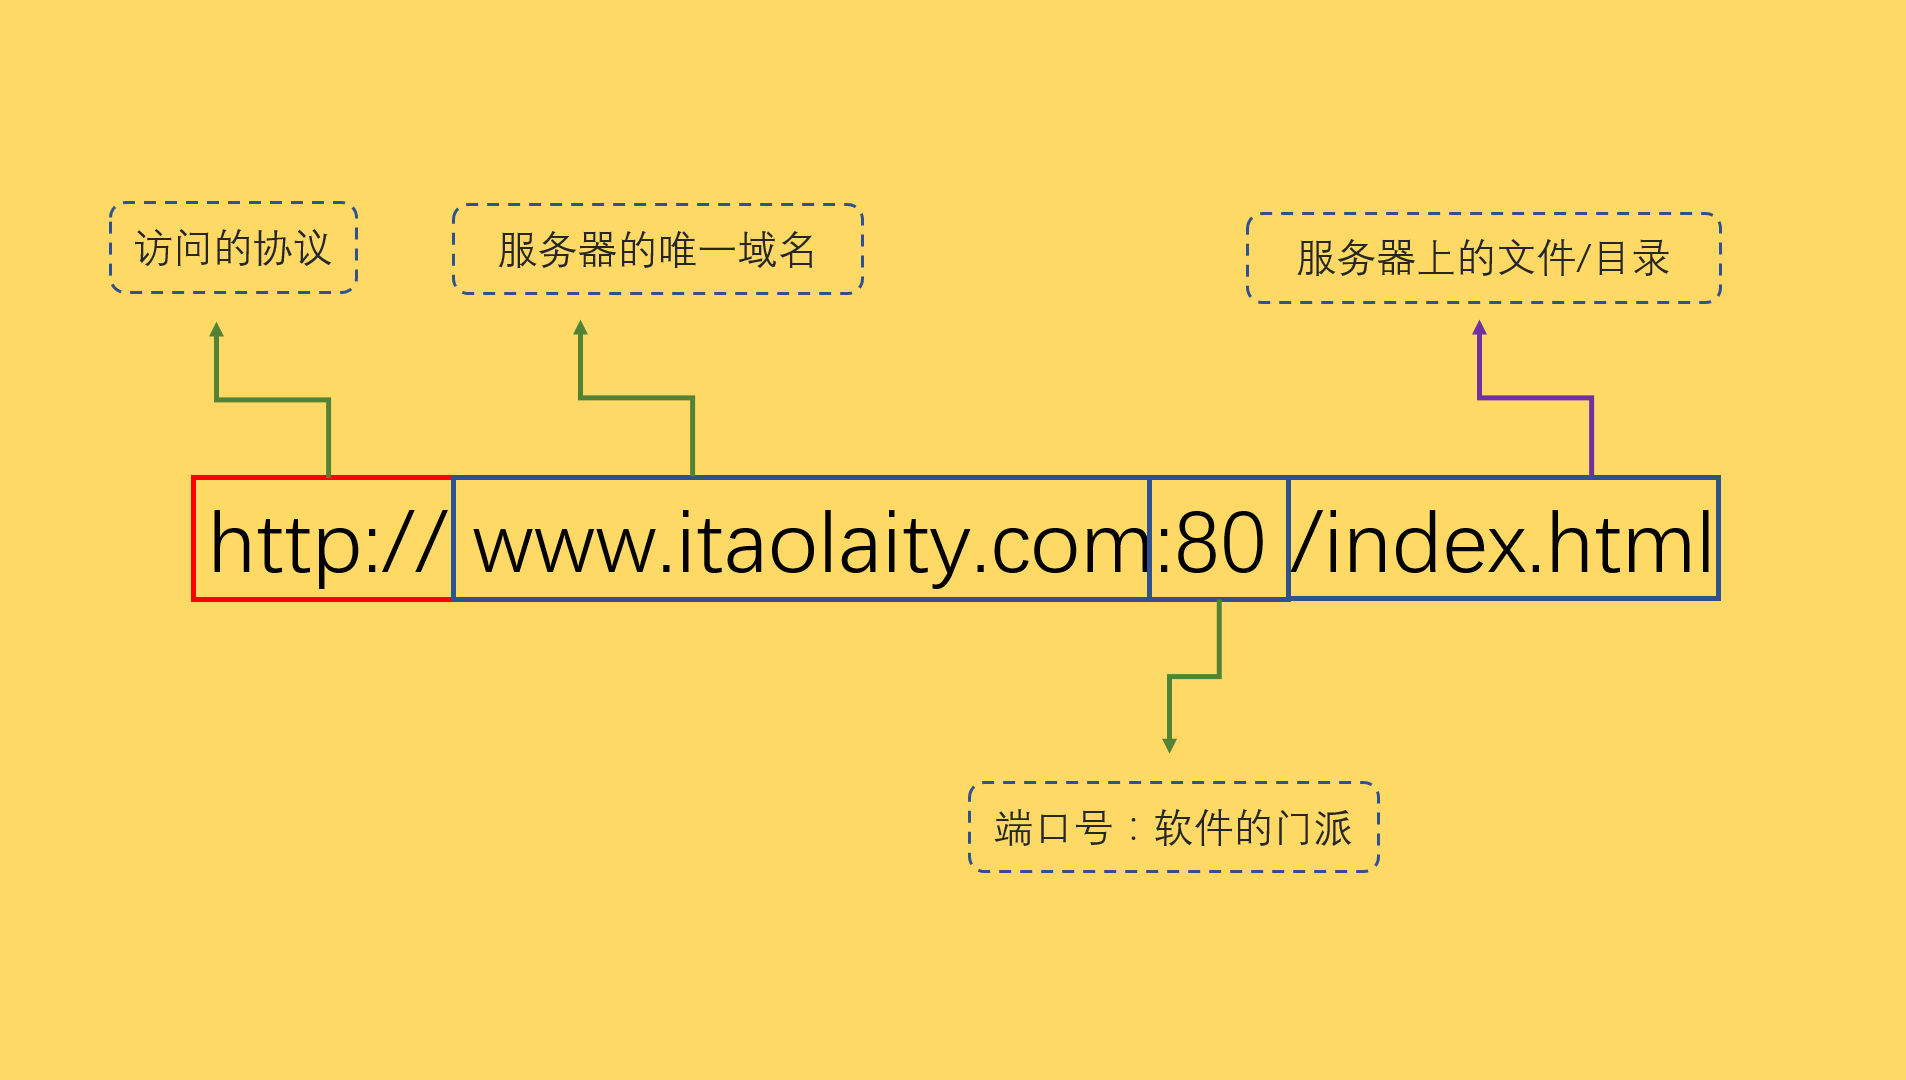 访问的协议
服务器的唯一域名
服务器上的文件/目录
http:// www.itaolaity.com:80 /index.html
端口号：软件的门派